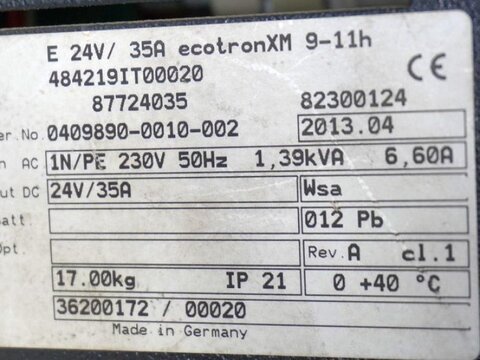 E 24V/ 35A ecotronXM 9-11h
484219IT00020 CE
87724035 82300124
er.No 0409890-0010-002 2013.04
n AC 1N/PE 230V 50Hz 1,39kVA 6,60A
ut DC 24V/35A Wsa
att. 012 Pb
Opt. Rev. A cl.1
17.00kg IP 21 0 +40 °C
36200172 / 00020
Made in Germany